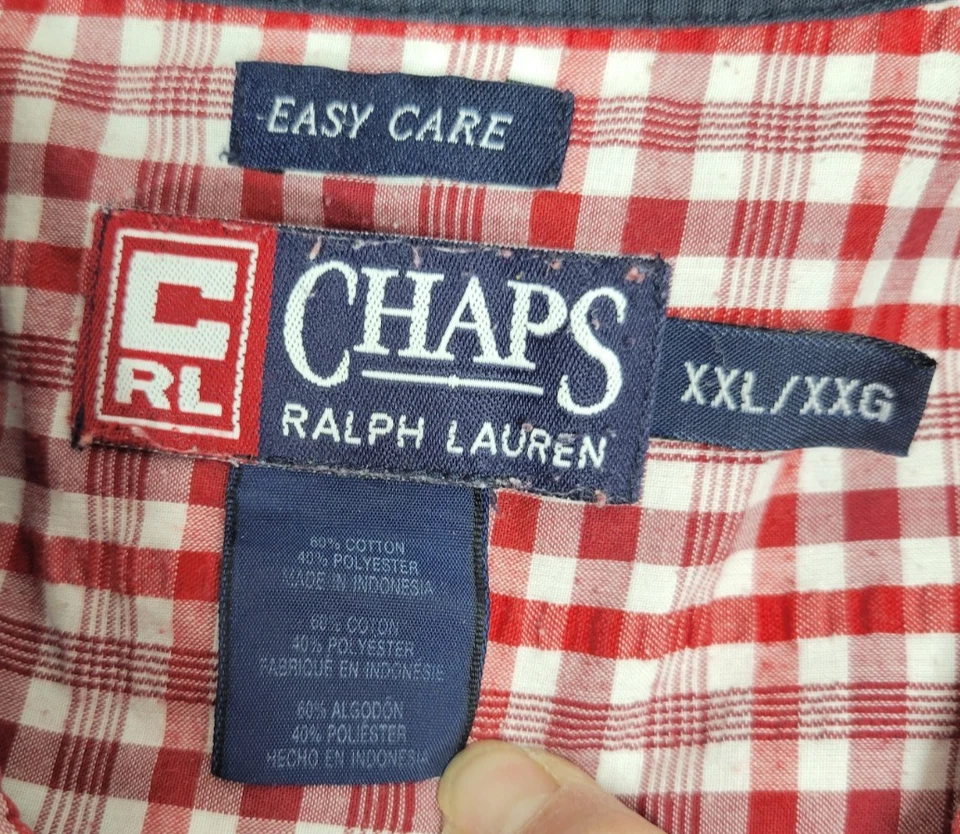 EASY CARE
C
RL
CHAPS
RALPH LAUREN
XXL/XXG
60% COTTON
40% POLYESTER
MADE IN INDONESIA
60% COTON
40% POLYESTER
FABRIQUÉ EN INDONESIE
60% ALGODÓN
40% POLIESTER
HECHO EN INDONESIA